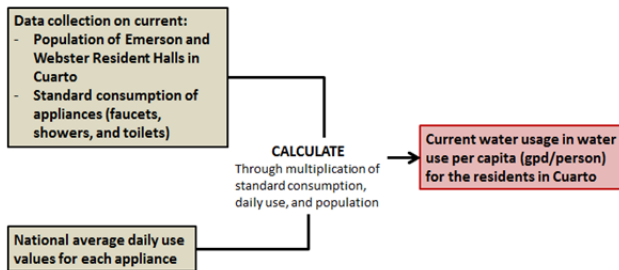 Data collection on current:
- Population of Emerson and
Webster Resident Halls in
Cuarto
- Standard consumption of
appliances (faucets,
showers, and toilets)
CALCULATE
Through multiplication of
standard consumption,
daily use, and population
Current water usage in water
use per capita (gpd/person)
for the residents in Cuarto
National average daily use
values for each appliance